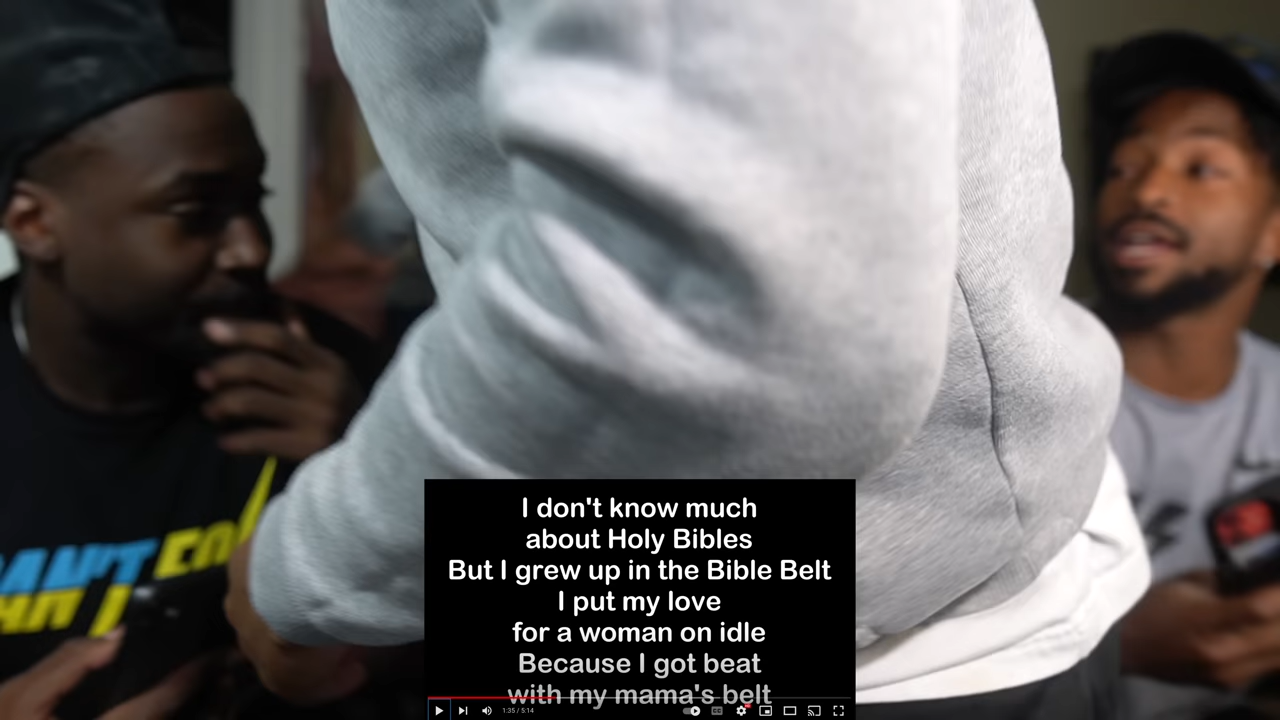 I don't know much
about Holy Bibles
But I grew up in the Bible Belt
I put my love
for a woman on idle
Because I got beat
with my mama's belt
1:35 / 5:14